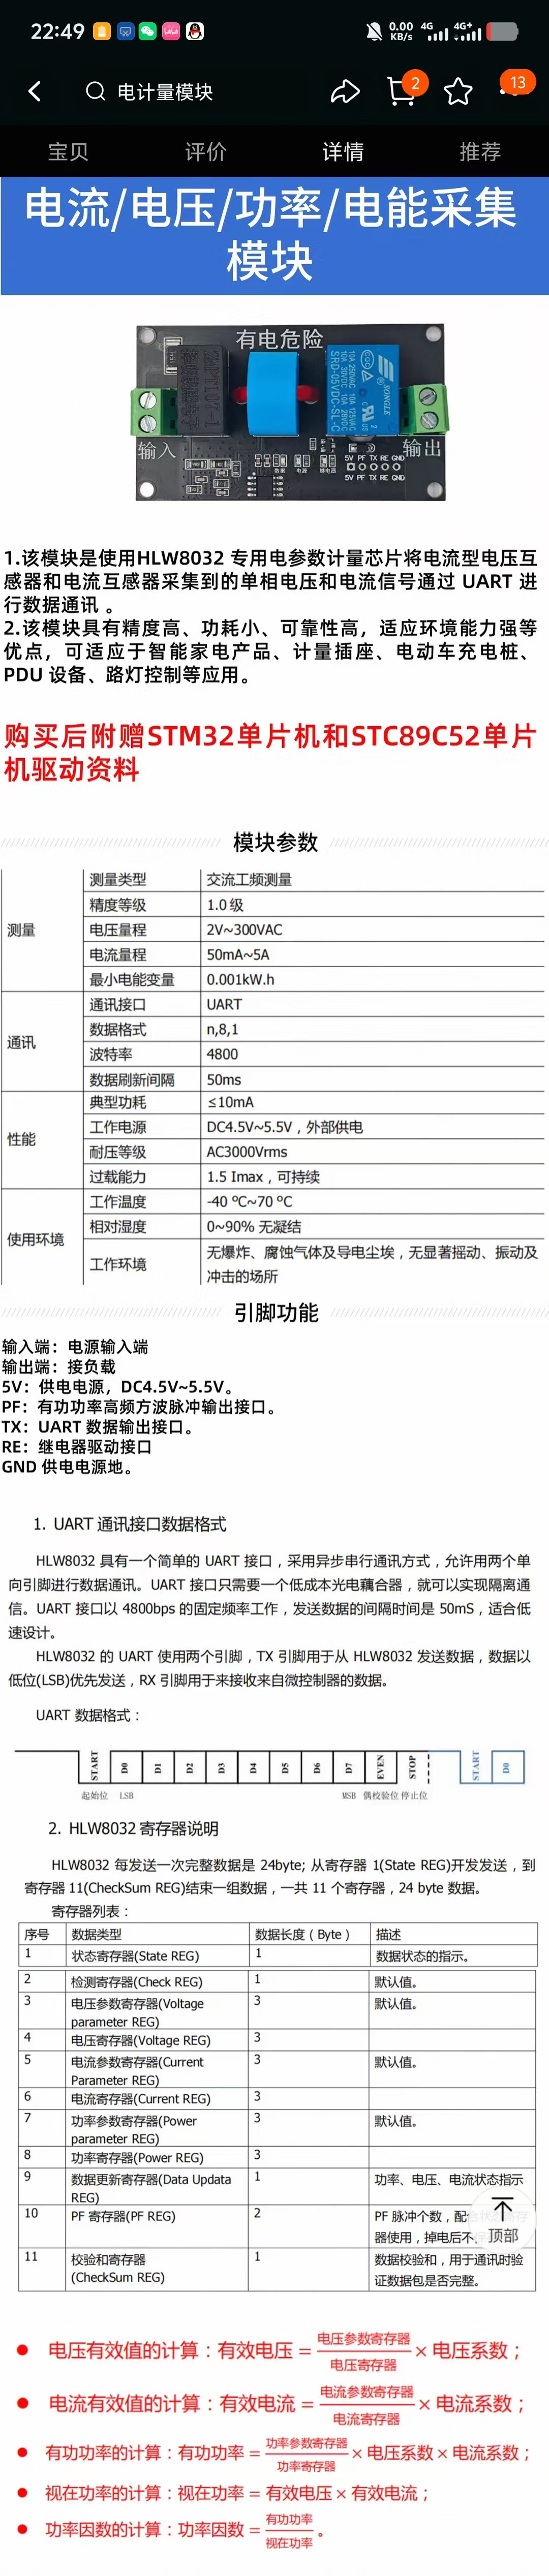 22:49
0.00
KB/s
4G
4G+
电计量模块
2
13
宝贝
评价
详情
推荐
电流/电压/功率/电能采集
模块
有电危险
输入
输出
SONGLE
10A 250VAC 10A 125VAC
10A 30VDC 10A 28VDC
SRD-05VDC-SL-C
5V PF TX RE GND
5V PF TX RE GND
1.该模块是使用HLW8032 专用电参数计量芯片将电流型电压互
感器和电流互感器采集到的单相电压和电流信号通过 UART 进
行数据通讯 。
2.该模块具有精度高、功耗小、可靠性高，适应环境能力强等
优点，可适应于智能家电产品、计量插座、电动车充电桩、
PDU 设备、路灯控制等应用。
购买后附赠STM32单片机和STC89C52单片
机驱动资料
模块参数
测量
测量类型 交流工频测量
精度等级 1.0 级
电压量程 2V~300VAC
电流量程 50mA~5A
最小电能变量 0.001kW.h
通讯
通讯接口 UART
数据格式 n,8,1
波特率 4800
数据刷新间隔 50ms
性能
典型功耗 ≤10mA
工作电源 DC4.5V~5.5V，外部供电
耐压等级 AC3000Vrms
过载能力 1.5 Imax，可持续
使用环境
工作温度 -40 ℃~70 ℃
相对湿度 0~90% 无凝结
工作环境 无爆炸、腐蚀气体及导电尘埃，无显著摇动、振动及
冲击的场所
引脚功能
输入端：电源输入端
输出端：接负载
5V：供电电源，DC4.5V~5.5V。
PF：有功功率高频方波脉冲输出接口。
TX：UART 数据输出接口。
RE：继电器驱动接口
GND 供电电源地。
1. UART 通讯接口数据格式
HLW8032 具有一个简单的 UART 接口，采用异步串行通讯方式，允许用两个单
向引脚进行数据通讯。UART 接口只需要一个低成本光电藕合器，就可以实现隔离通
信。UART 接口以 4800bps 的固定频率工作，发送数据的间隔时间是 50mS，适合低
速设计。
HLW8032 的 UART 使用两个引脚，TX 引脚用于从 HLW8032 发送数据，数据以
低位(LSB)优先发送，RX 引脚用于来接收来自微控制器的数据。
UART 数据格式：
START D0 D1 D2 D3 D4 D5 D6 D7 EVEN STOP START D0
起始位 LSB MSB 偶校验位 停止位
2. HLW8032 寄存器说明
HLW8032 每发送一次完整数据是 24byte; 从寄存器 1(State REG)开发发送，到
寄存器 11(CheckSum REG)结束一组数据，一共 11 个寄存器，24 byte 数据。
寄存器列表：
序号 数据类型 数据长度（Byte） 描述
1 状态寄存器(State REG) 1 数据状态的指示。
2 检测寄存器(Check REG) 1 默认值。
3 电压参数寄存器(Voltage 3 默认值。
parameter REG)
4 电压寄存器(Voltage REG) 3
5 电流参数寄存器(Current 3 默认值。
Parameter REG)
6 电流寄存器(Current REG) 3
7 功率参数寄存器(Power 3 默认值。
parameter REG)
8 功率寄存器(Power REG) 3
9 数据更新寄存器(Data Updata 1 功率、电压、电流状态指示
REG)
10 PF 寄存器(PF REG) 2 PF 脉冲个数，配
器使用，掉电后不
顶部
11 校验和寄存器 1 数据校验和，用于通讯时验
(CheckSum REG) 证数据包是否完整。
● 电压有效值的计算：有效电压＝电压参数寄存器/电压寄存器×电压系数；
● 电流有效值的计算：有效电流＝电流参数寄存器/电流寄存器×电流系数；
● 有功功率的计算：有功功率＝功率参数寄存器/功率寄存器×电压系数×电流系数；
● 视在功率的计算：视在功率＝有效电压×有效电流；
● 功率因数的计算：功率因数＝有功功率/视在功率。